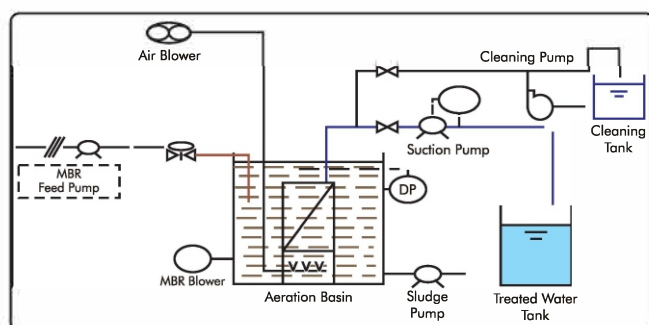 Air Blower
Cleaning Pump
Cleaning
Tank
Suction Pump
MBR
Feed Pump
DP
MBR Blower
Aeration Basin
Sludge
Pump
Treated Water
Tank